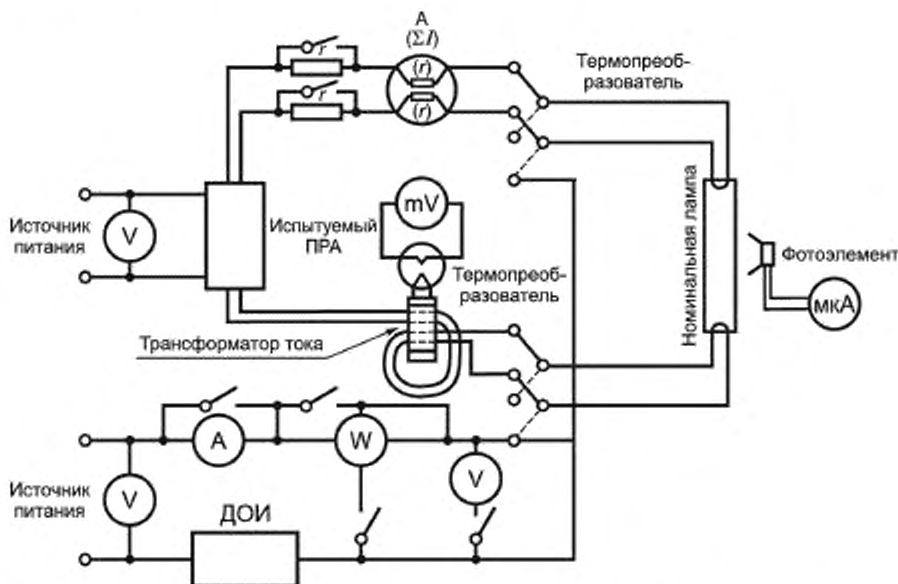 A
(ΣI)
r
(r)
r
(r)
Термопреоб-
разователь
Источник
питания
V
Испытуемый
ПРА
mV
Термопреоб-
разователь
Трансформатор тока
Номинальная лампа
Фотоэлемент
мкА
A
W
V
Источник
питания
V
ДОИ